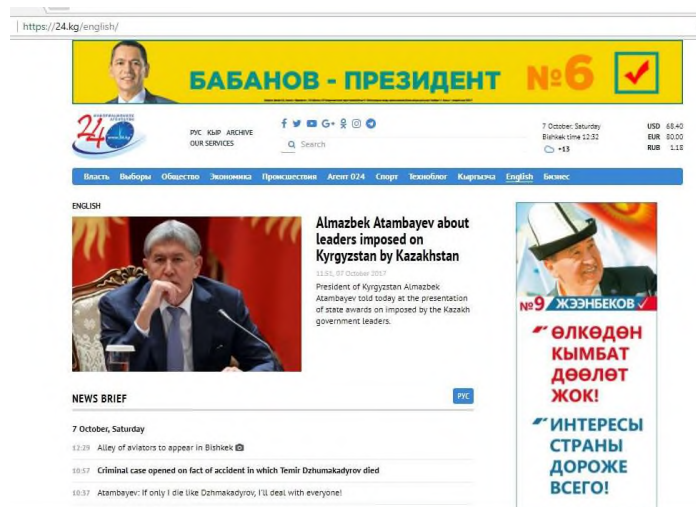 https://24.kg/english/
БАБАНОВ - ПРЕЗИДЕНТ №6
24
РУС КЫР ARCHIVE
OUR SERVICES
Search
7 October, Saturday
Bishkek time 12:32
+13
USD 68.40
EUR 80.00
RUB 1.18
Власть Выборы Общество Экономика Происшествия Агент 024 Спорт Техноблог Кыргызча English Бизнес
ENGLISH
Almazbek Atambayev about
leaders imposed on
Kyrgyzstan by Kazakhstan
11:53, 07 October 2017
President of Kyrgyzstan Almazbek
Atambayev told today at the presentation
of state awards on imposed by the Kazakh
government leaders.
№9 ЖЭЭНБЕКОВ
ӨЛКӨДӨН
КЫМБАТ
ДӨӨЛӨТ
ЖОК!
ИНТЕРЕСЫ
СТРАНЫ
ДОРОЖЕ
ВСЕГО!
NEWS BRIEF
РУС
7 October, Saturday
12:29 Alley of aviators to appear in Bishkek
10:57 Criminal case opened on fact of accident in which Temir Dzhumakadyrov died
10:37 Atambayev: If only I die like Dzhmakadyrov, I'll deal with everyone!